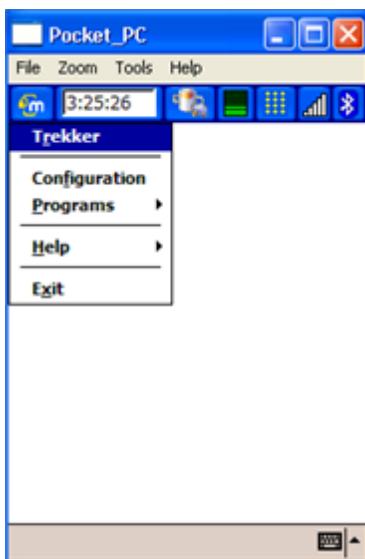 Pocket_PC
File Zoom Tools Help
m 3:25:26
Trekker
Configuration
Programs
Help
Exit